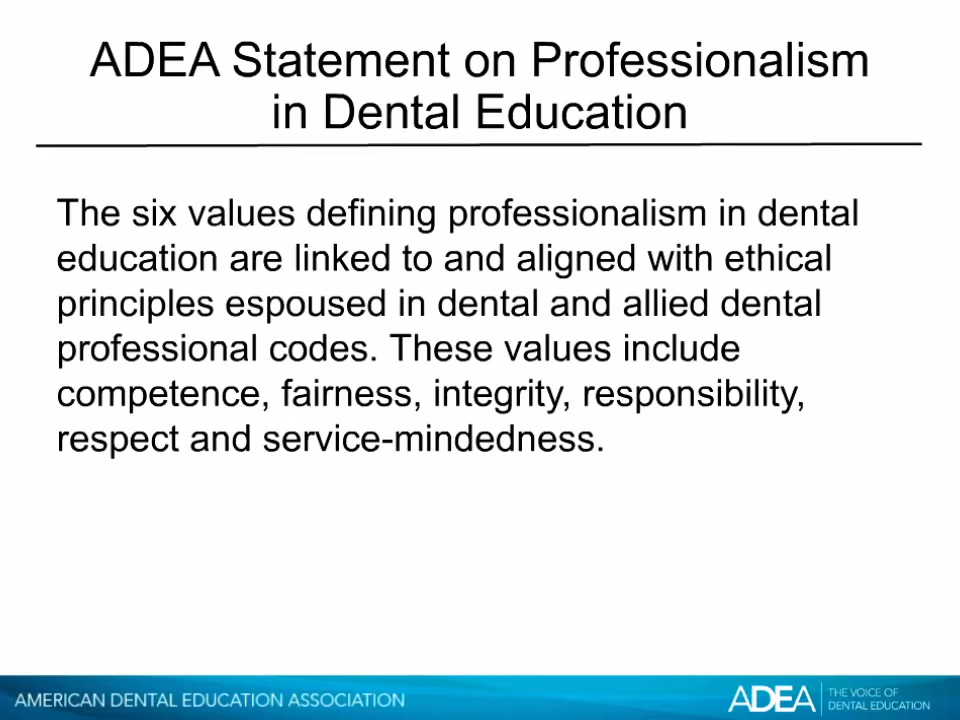 ADEA Statement on Professionalism
in Dental Education
The six values defining professionalism in dental
education are linked to and aligned with ethical
principles espoused in dental and allied dental
professional codes. These values include
competence, fairness, integrity, responsibility,
respect and service-mindedness.
AMERICAN DENTAL EDUCATION ASSOCIATION
ADEA
THE VOICE OF
DENTAL EDUCATION